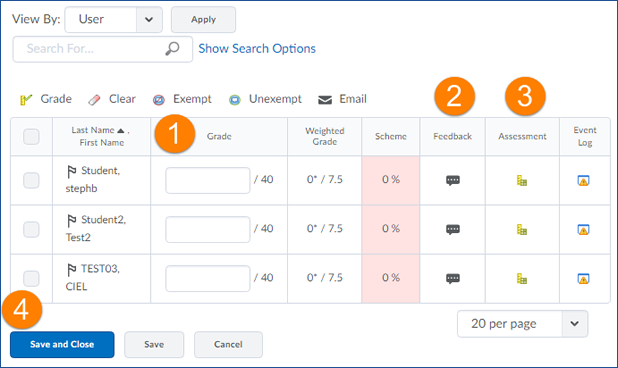 View By: User Apply
Search For... Show Search Options
Grade Clear Exempt Unexempt Email
2 3
1
Last Name ▲, First Name Grade Weighted Grade Scheme Feedback Assessment Event Log
Student, stephb / 40 0* / 7.5 0 %
Student2, Test2 / 40 0* / 7.5 0 %
TEST03, CIEL / 40 0* / 7.5 0 %
4
20 per page
Save and Close Save Cancel